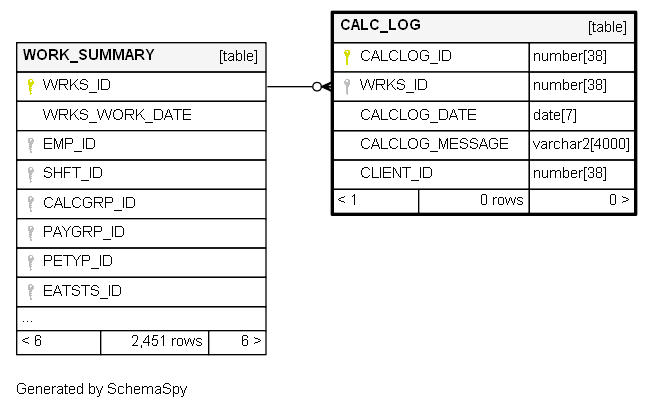 WORK_SUMMARY [table]
WRKS_ID
WRKS_WORK_DATE
EMP_ID
SHFT_ID
CALCGRP_ID
PAYGRP_ID
PETYP_ID
EATSTS_ID
...
< 6 2,451 rows 6 >
CALC_LOG [table]
CALCLOG_ID number[38]
WRKS_ID number[38]
CALCLOG_DATE date[7]
CALCLOG_MESSAGE varchar2[4000]
CLIENT_ID number[38]
< 1 0 rows 0 >
Generated by SchemaSpy